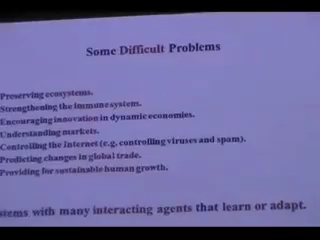 Some Difficult Problems
Preserving ecosystems.
Strengthening the immune system.
Encouraging innovation in dynamic economies.
Understanding markets.
Controlling the Internet (e.g. controlling viruses and spam).
Predicting changes in global trade.
Providing for sustainable human growth.
stems with many interacting agents that learn or adapt.